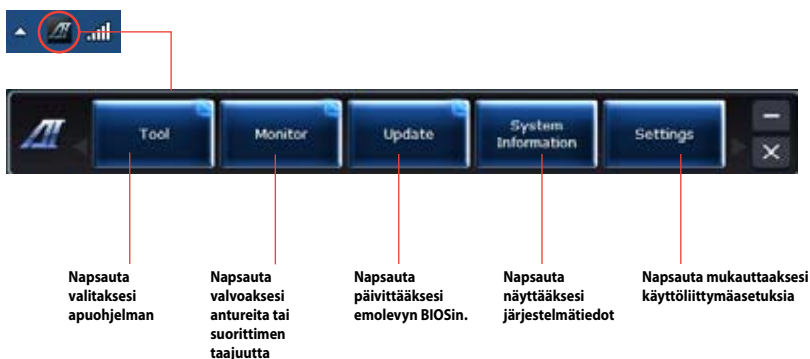 Tool
Monitor
Update
System
Information
Settings
Napsauta
valitaksesi
apuohjelman
Napsauta
valvoaksesi
antureita tai
suorittimen
taajuutta
Napsauta
päivittääksesi
emolevyn BIOSin.
Napsauta
näyttääksesi
järjestelmätiedot
Napsauta mukauttaaksesi
käyttöliittymäasetuksia